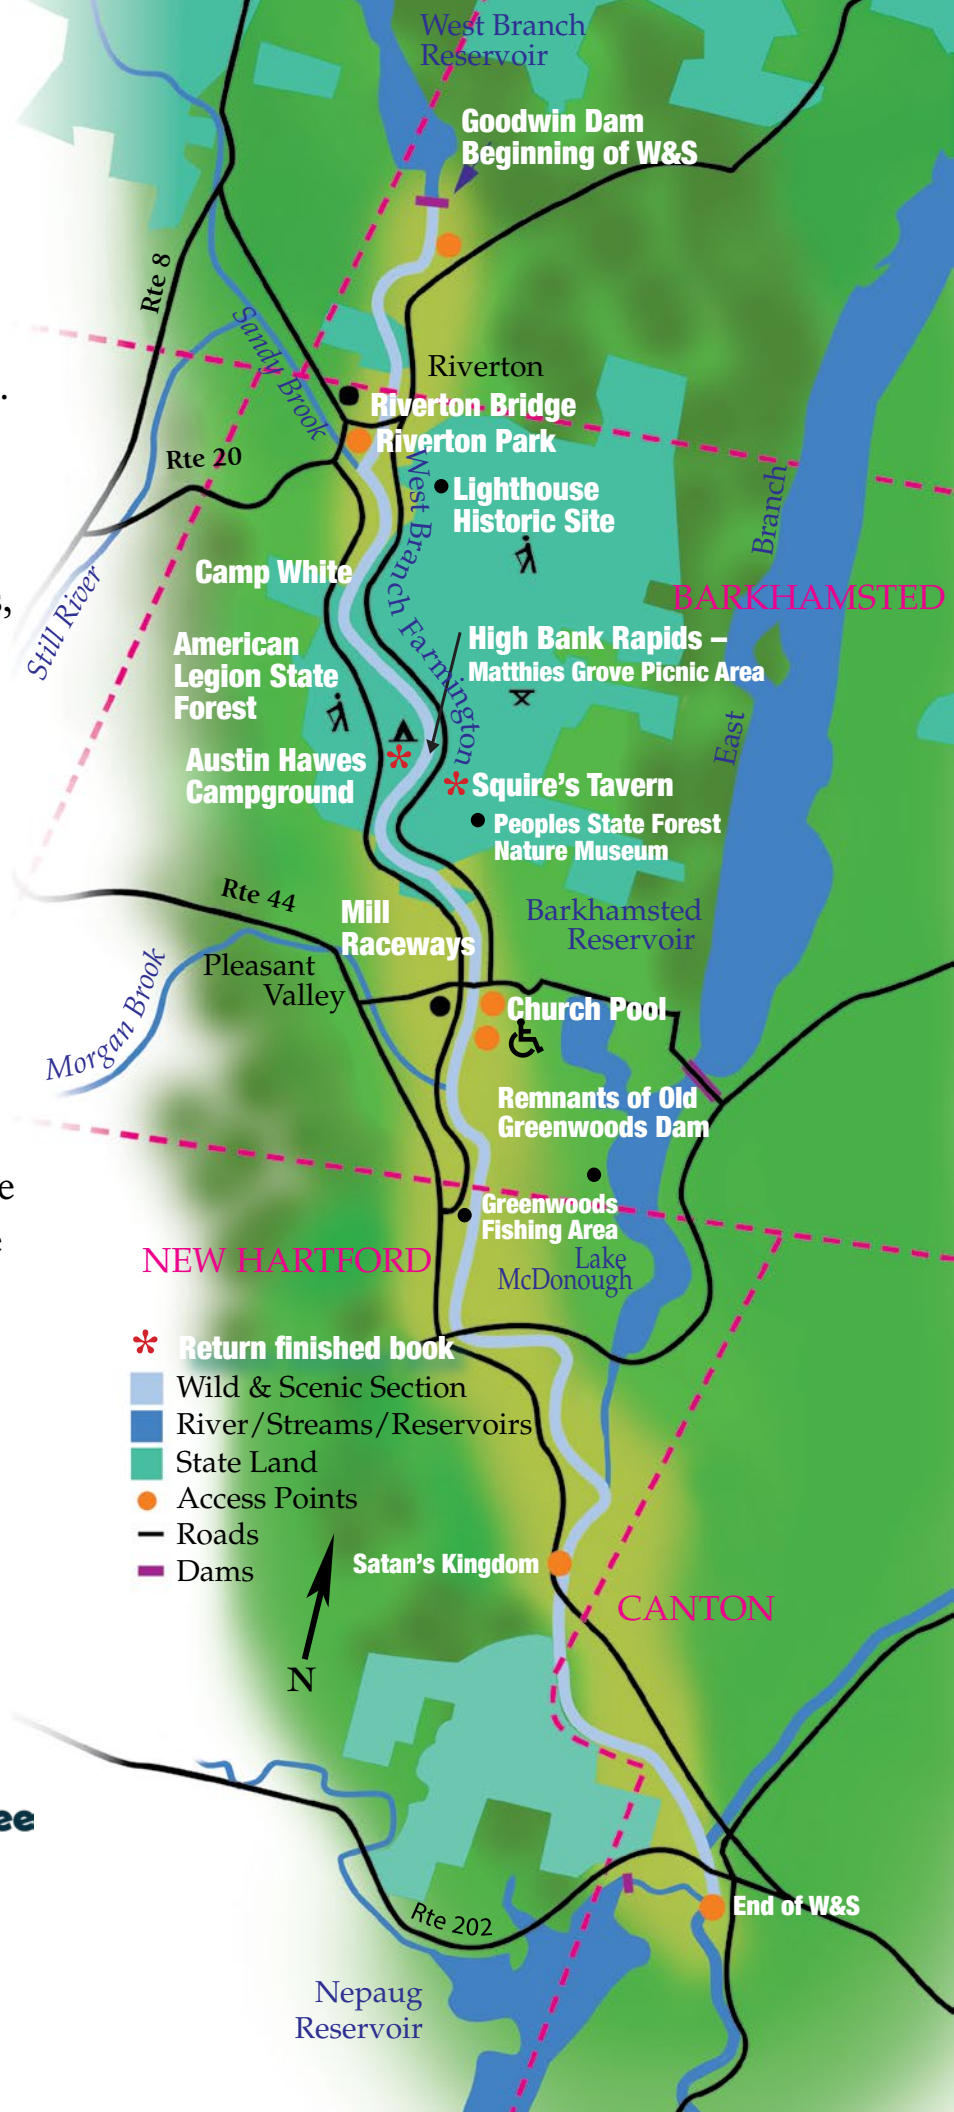 West Branch
Reservoir
Goodwin Dam
Beginning of W&S
Rte 8
Sandy Brook
.
Riverton
Riverton Bridge
Riverton Park
Rte 20
West Branch Farmington
Lighthouse
Historic Site
Branch
East
Camp White
BARKHAMSTED
,
Still River
American
Legion State
Forest
High Bank Rapids –
Matthies Grove Picnic Area
Austin Hawes
Campground
* Squire's Tavern
Peoples State Forest
Nature Museum
Rte 44
Mill
Raceways
Barkhamsted
Reservoir
Pleasant
Valley
Morgan Brook
Church Pool
Remnants of Old
Greenwoods Dam
e
Greenwoods
Fishing Area
NEW HARTFORD
Lake
McDonough
* Return finished book
Wild & Scenic Section
River/Streams/Reservoirs
State Land
Access Points
Roads
Dams
Satan's Kingdom
CANTON
N
ee
Rte 202
End of W&S
Nepaug
Reservoir